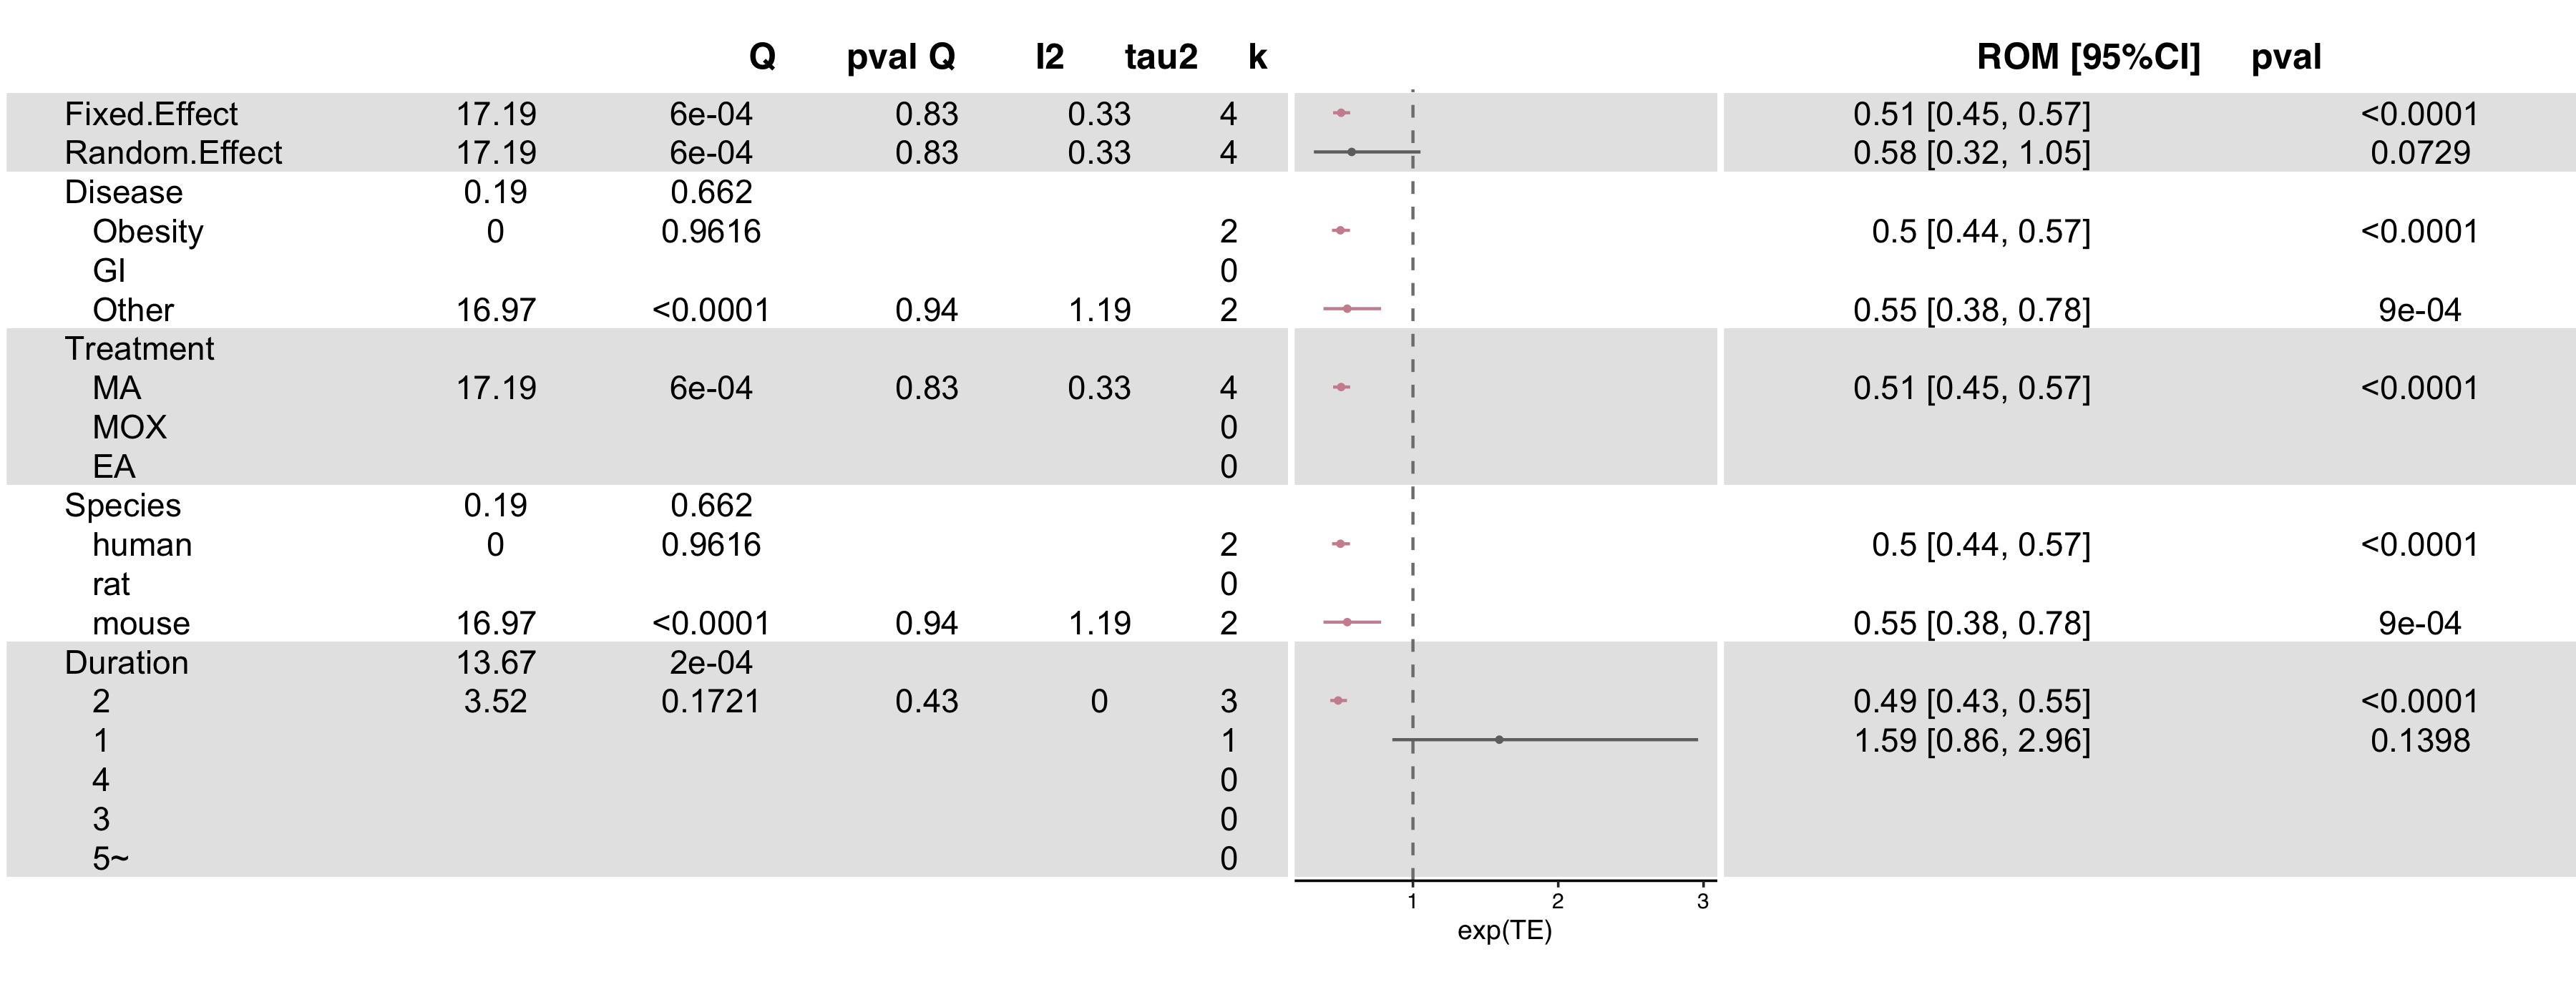 Q pval Q I2 tau2 k ROM [95%CI] pval
Fixed.Effect 17.19 6e-04 0.83 0.33 4 0.51 [0.45, 0.57] <0.0001
Random.Effect 17.19 6e-04 0.83 0.33 4 0.58 [0.32, 1.05] 0.0729
Disease 0.19 0.662
Obesity 0 0.9616 2 0.5 [0.44, 0.57] <0.0001
GI 0
Other 16.97 <0.0001 0.94 1.19 2 0.55 [0.38, 0.78] 9e-04
Treatment
MA 17.19 6e-04 0.83 0.33 4 0.51 [0.45, 0.57] <0.0001
MOX 0
EA 0
Species 0.19 0.662
human 0 0.9616 2 0.5 [0.44, 0.57] <0.0001
rat 0
mouse 16.97 <0.0001 0.94 1.19 2 0.55 [0.38, 0.78] 9e-04
Duration 13.67 2e-04
2 3.52 0.1721 0.43 0 3 0.49 [0.43, 0.55] <0.0001
1 1 1.59 [0.86, 2.96] 0.1398
4 0
3 0
5~ 0
1 2 3
exp(TE)